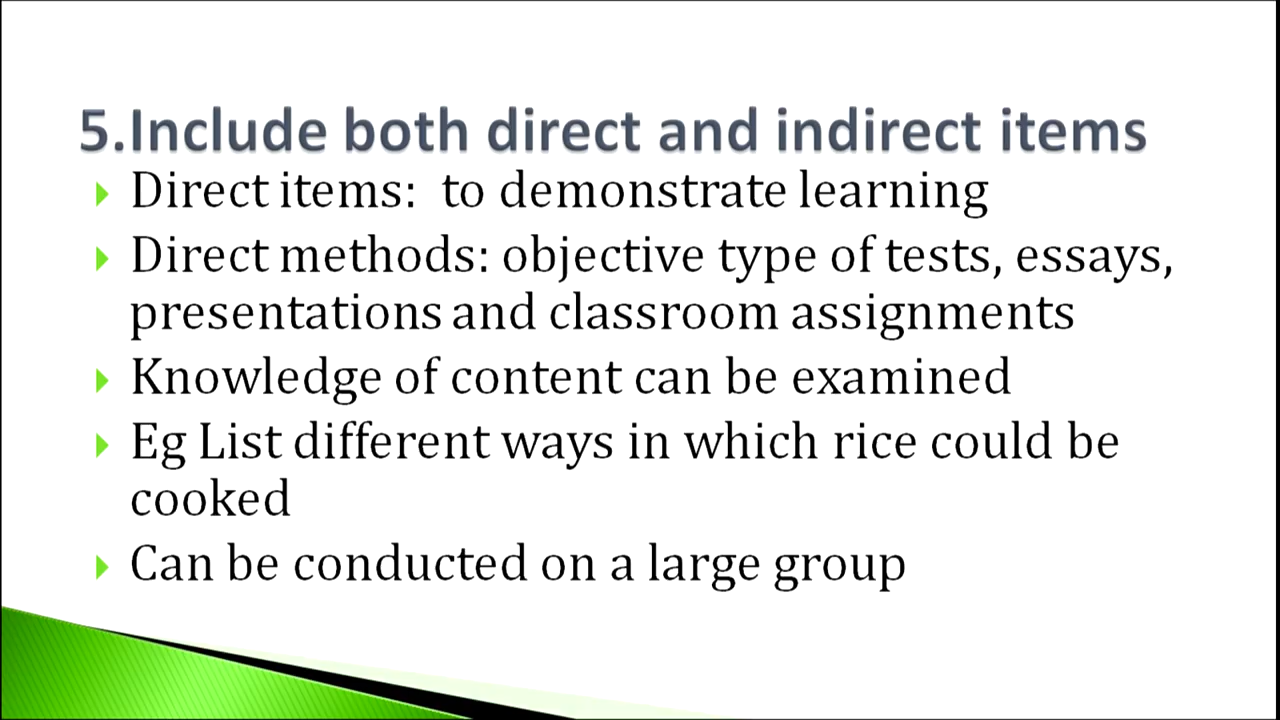 5.Include both direct and indirect items
Direct items:  to demonstrate learning
Direct methods: objective type of tests, essays,
presentations and classroom assignments
Knowledge of content can be examined
Eg List different ways in which rice could be
cooked
Can be conducted on a large group